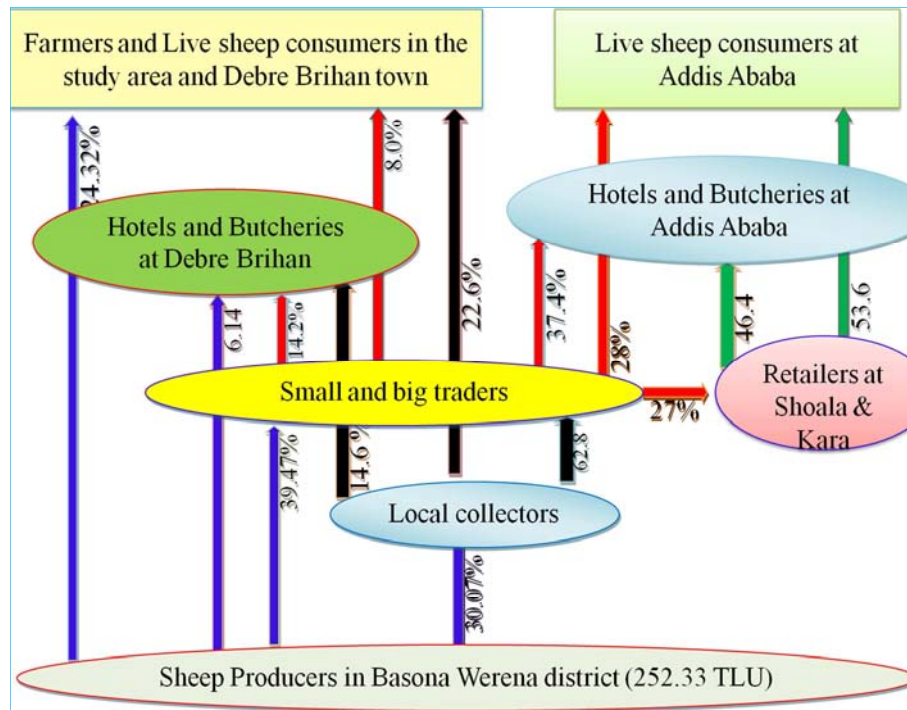 Farmers and Live sheep consumers in the
study area and Debre Brihan town
Live sheep consumers at
Addis Ababa
24.32%
8.0%
Hotels and Butcheries
at Debre Brihan
Hotels and Butcheries at
Addis Ababa
6.14
14.2%
22.6%
37.4%
28%
46.4
53.6
Small and big traders
27%
Retailers at
Shoala &
Kara
39.47%
14.6 %
62.8
Local collectors
30.07%
Sheep Producers in Basona Werena district (252.33 TLU)